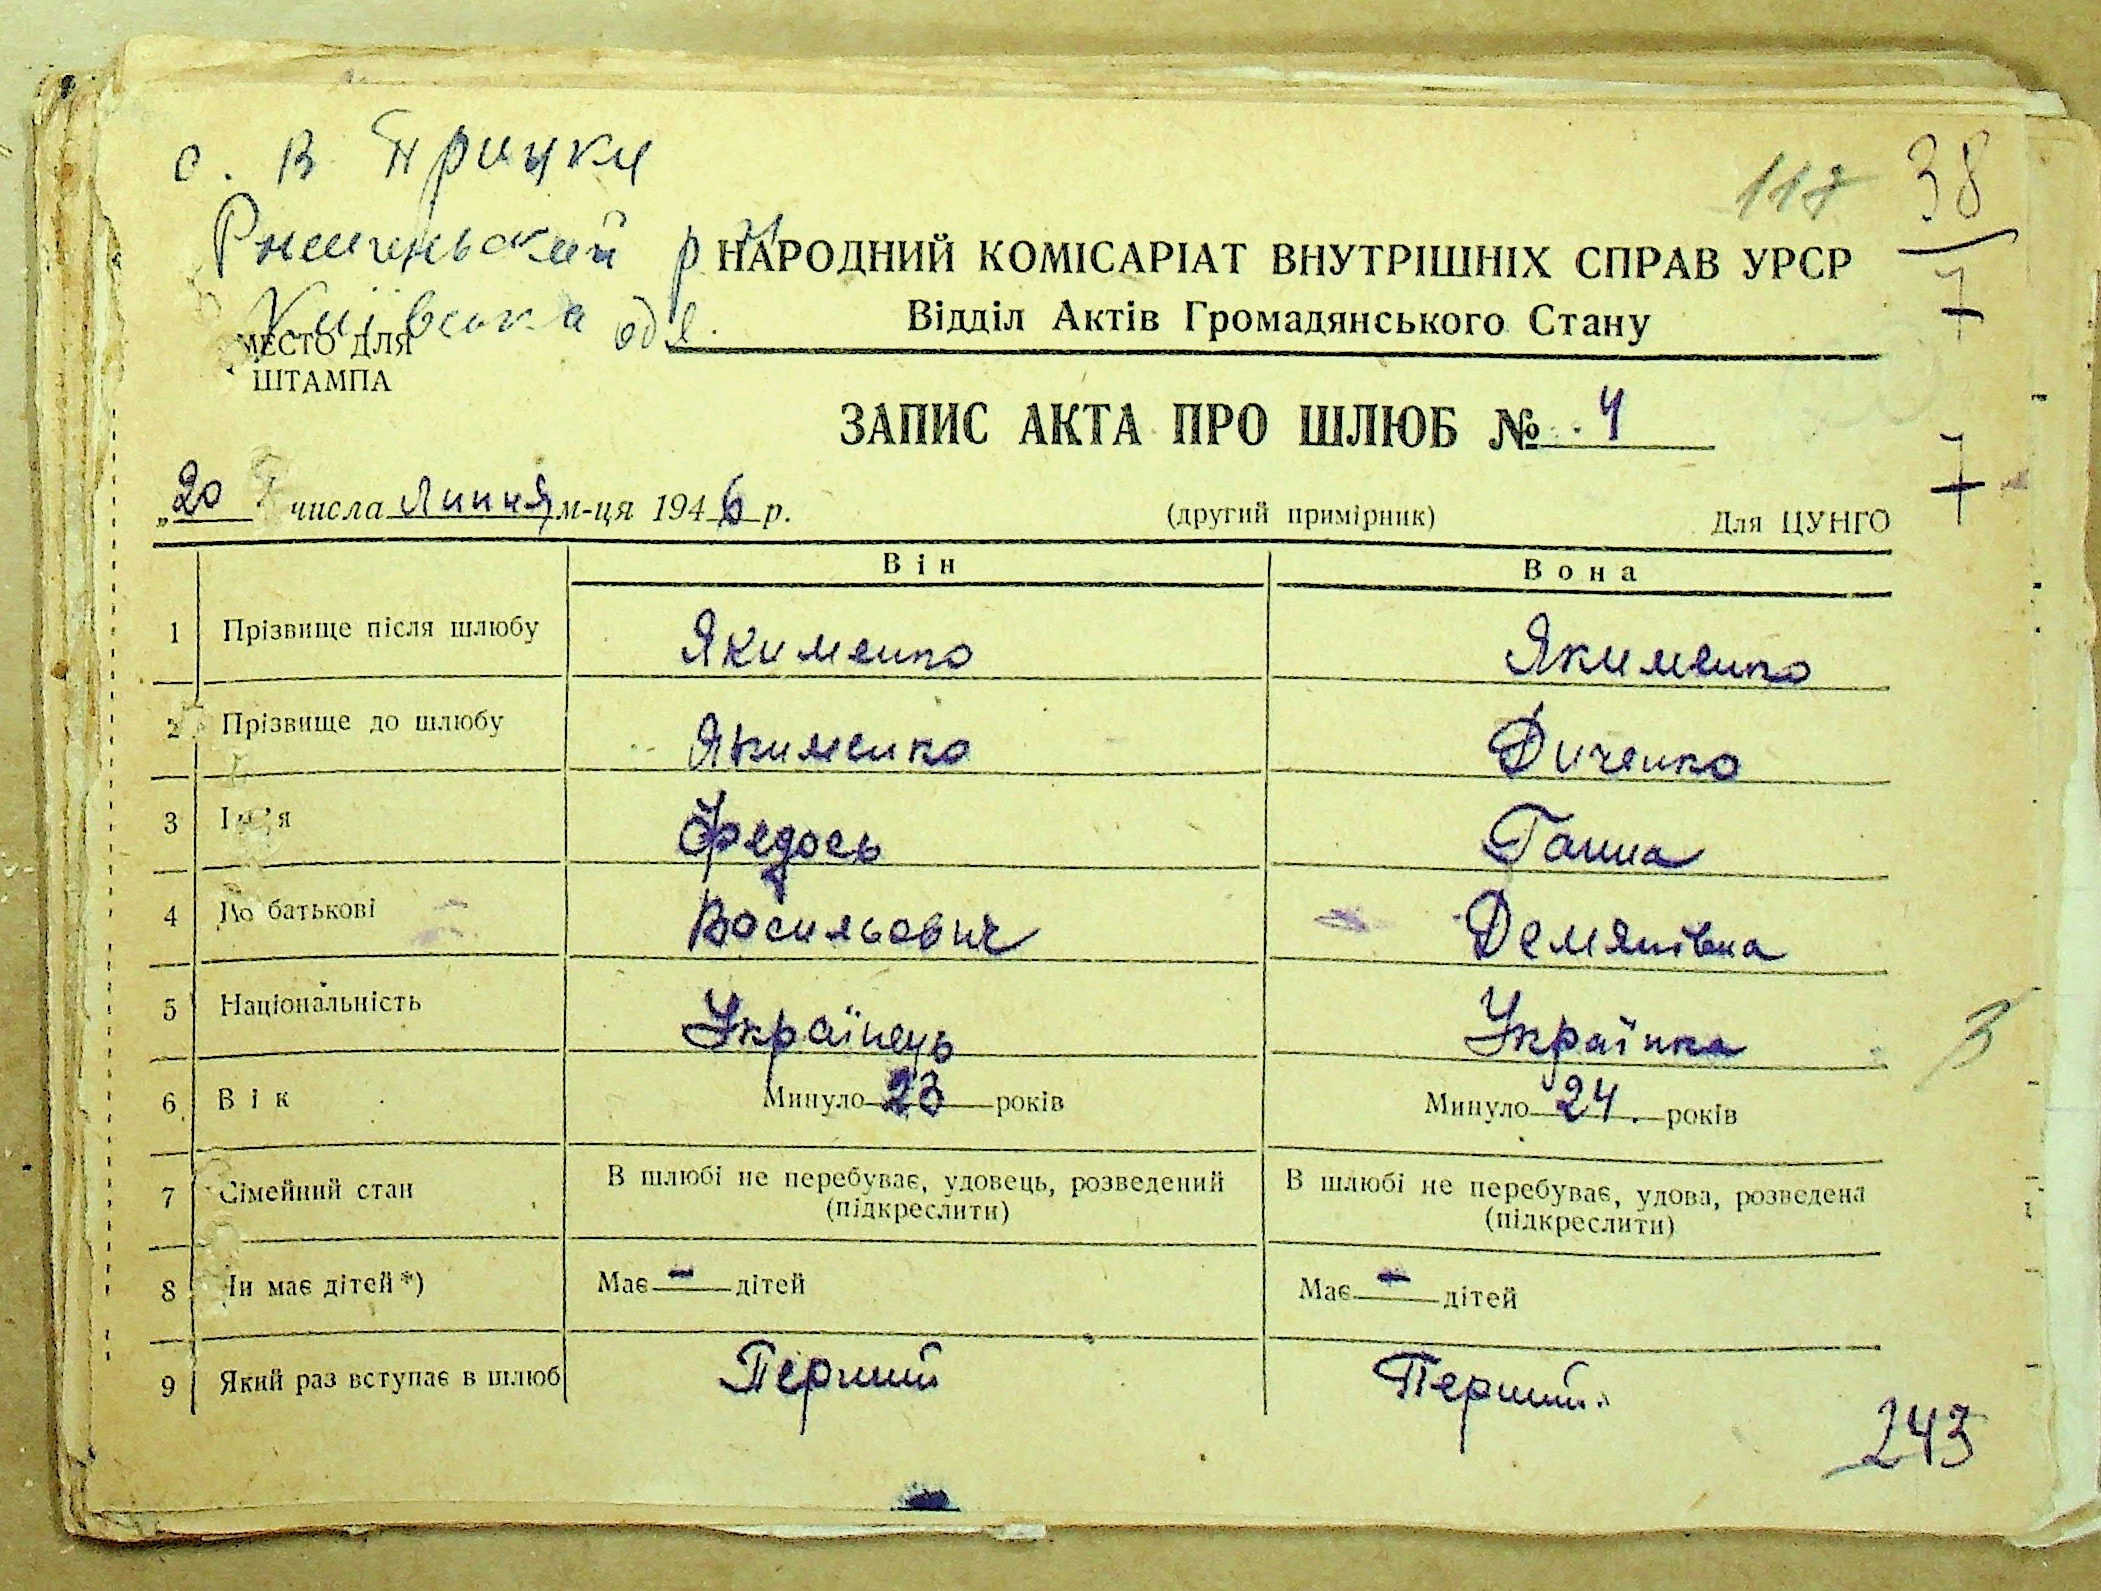 с. В Прицки
Ржищеньский р н
Київська обл.
118
38
7
7
НАРОДНИЙ КОМІСАРІАТ ВНУТРІШНІХ СПРАВ УРСР
Відділ Актів Громадянського Стану
МЕСТО ДЛЯ
ШТАМПА
ЗАПИС АКТА ПРО ШЛЮБ № 4
„20 числа Липня м-ця 1946 р.
(другий примірник)
Для ЦУНГО
Він Вона
1 Прізвище після шлюбу Якименко Якименко
2 Прізвище до шлюбу Якименко Диченко
3 Ім'я Федось Ганна
4 По батькові Васильович Демянівна
5 Національність Українець Українка
3
6 Вік Минуло 23 років Минуло 24. років
7 Сімейний стан В шлюбі не перебуває, удовець, розведений В шлюбі не перебуває, удова, розведена
(підкреслити) (підкреслити)
8 Чи має дітей*) Має - дітей Має - дітей
9 Який раз вступає в шлюб Перший Перший
243